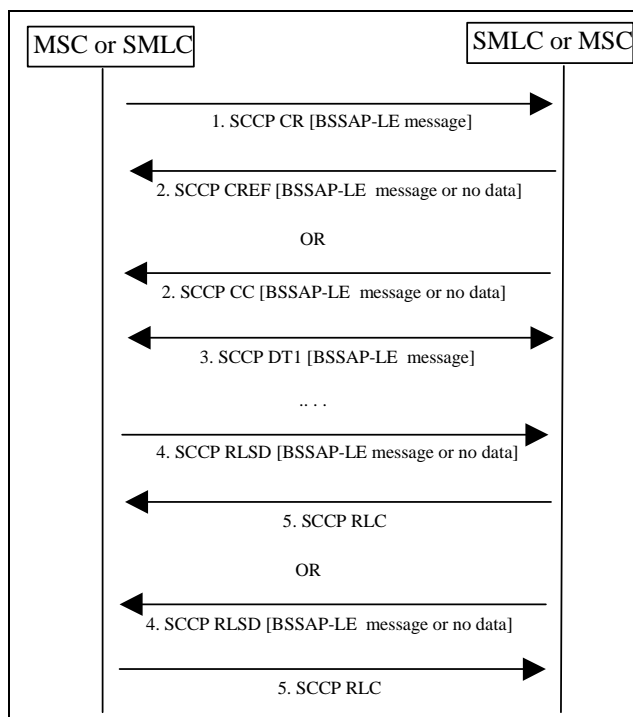 MSC or SMLC
SMLC or MSC
1. SCCP CR [BSSAP-LE message]
2. SCCP CREF [BSSAP-LE  message or no data]
OR
2. SCCP CC [BSSAP-LE  message or no data]
3. SCCP DT1 [BSSAP-LE  message]
.. . .
4. SCCP RLSD [BSSAP-LE message or no data]
5. SCCP RLC
OR
4. SCCP RLSD [BSSAP-LE  message or no data]
5. SCCP RLC